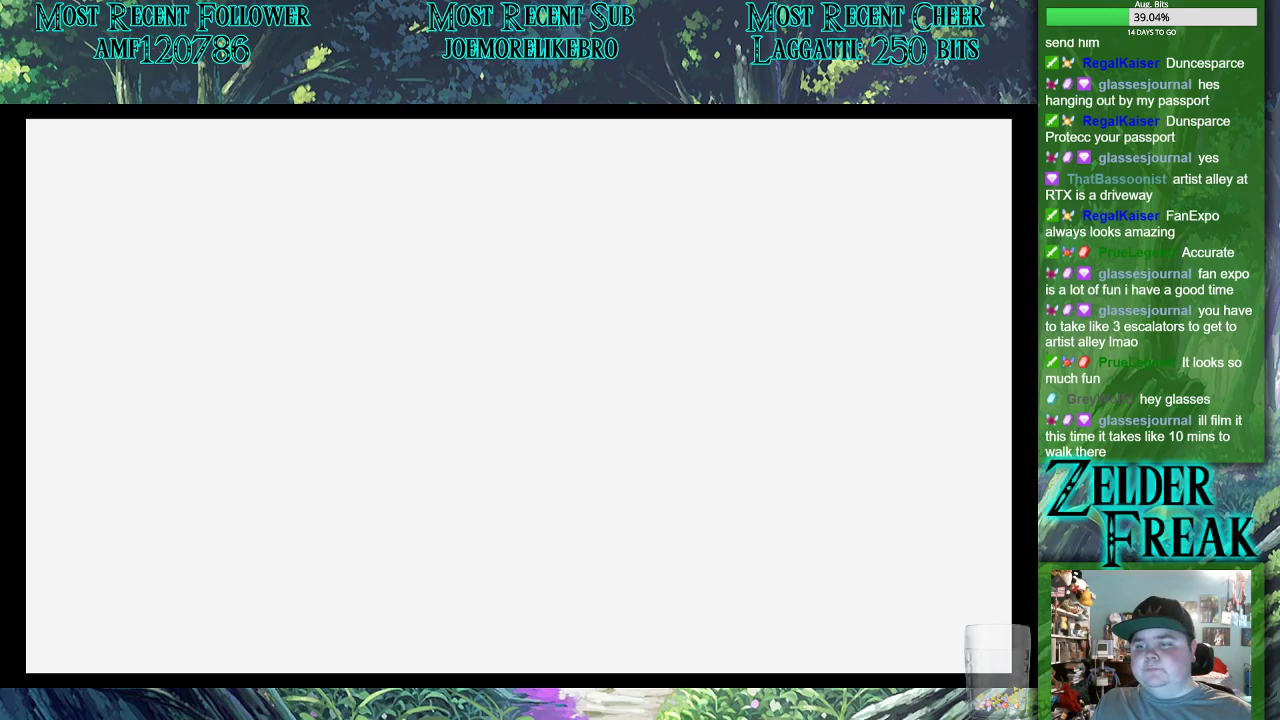 Most Recent Follower
amf120786
Most Recent Sub
joemorelikebro
Most Recent Cheer
Laggatti: 250 bits
Aug. Bits
39.04%
14 DAYS TO GO
send him
RegalKaiser Duncesparce
glassesjournal hes
hanging out by my passport
RegalKaiser Dunsparce
Protecc your passport
glassesjournal yes
ThatBassoonist artist alley at
RTX is a driveway
RegalKaiser FanExpo
always looks amazing
Accurate
glassesjournal fan expo
is a lot of fun i have a good time
glassesjournal you have
to take like 3 escalators to get to
artist alley lmao
It looks so
much fun
hey glasses
glassesjournal ill film it
this time it takes like 10 mins to
walk there
Zelder
Freak